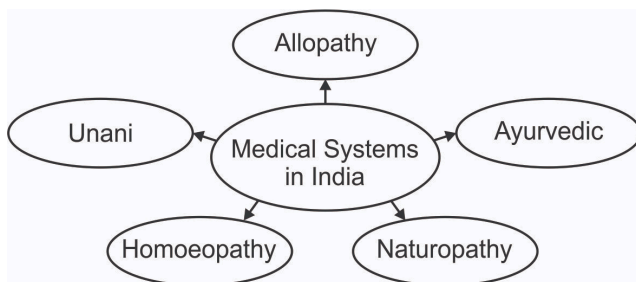 Allopathy
Unani
Ayurvedic
Medical Systems
in India
Homoeopathy
Naturopathy